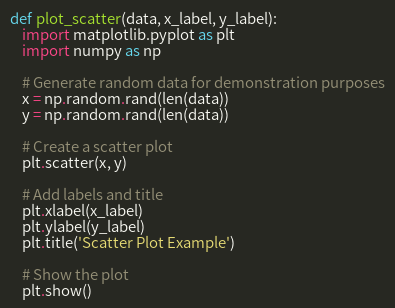 def plot_scatter(data, x_label, y_label):
    import matplotlib.pyplot as plt
    import numpy as np

    # Generate random data for demonstration purposes
    x = np.random.rand(len(data))
    y = np.random.rand(len(data))

    # Create a scatter plot
    plt.scatter(x, y)

    # Add labels and title
    plt.xlabel(x_label)
    plt.ylabel(y_label)
    plt.title('Scatter Plot Example')

    # Show the plot
    plt.show()